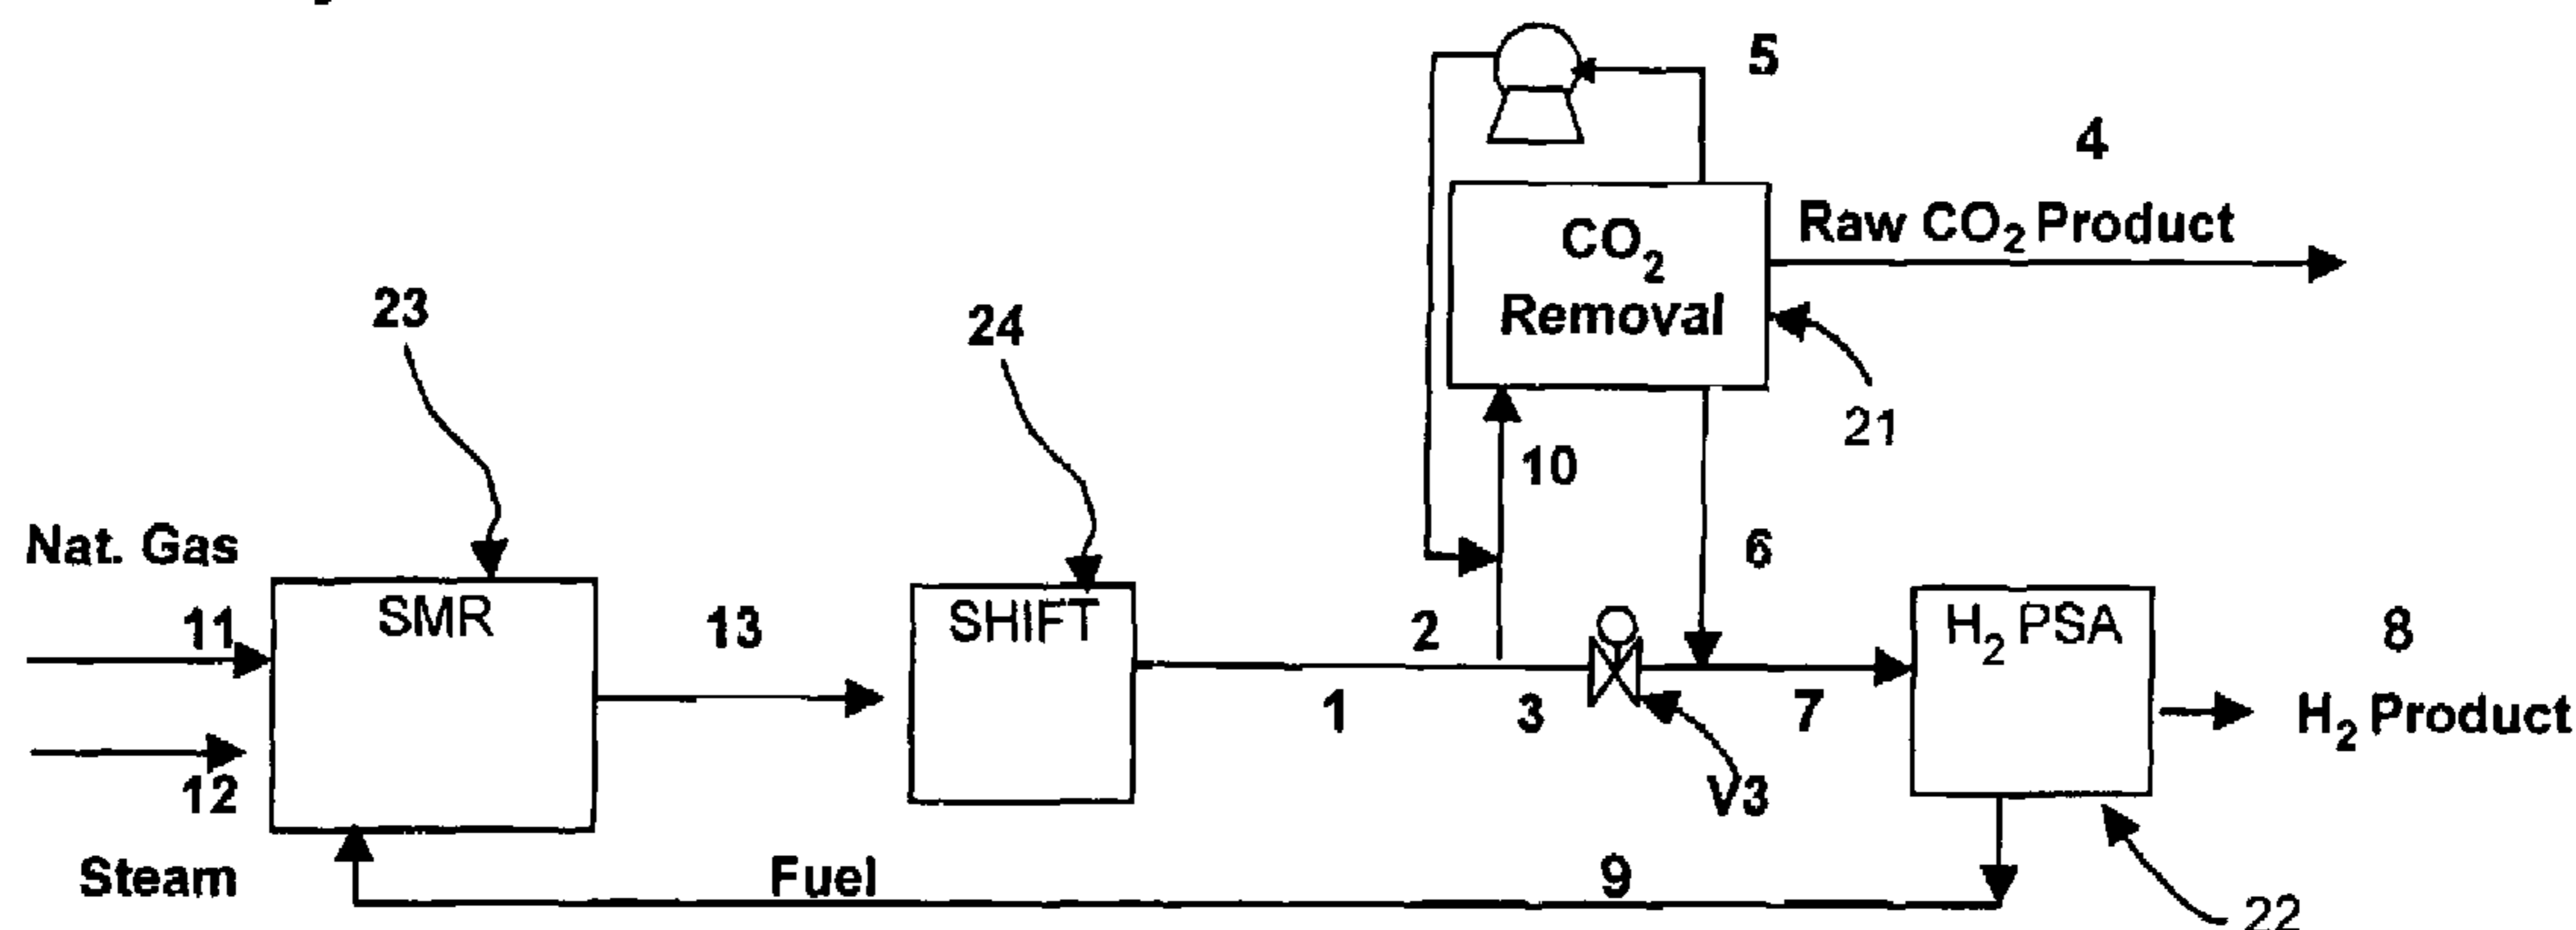 5
4
CO2
Removal
Raw CO2 Product
23
24
21
10
Nat. Gas
6
11
SMR
13
SHIFT
2
H2 PSA
8
1
3
7
H2 Product
12
V3
Steam
Fuel
9
22